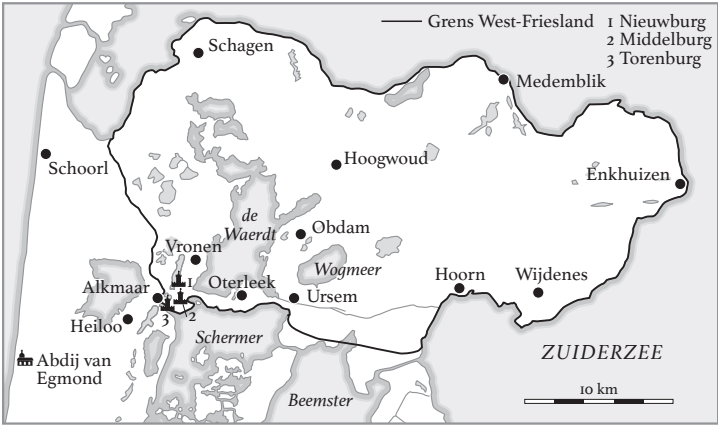 Grens West-Friesland
1 Nieuwburg
2 Middelburg
3 Torenburg
Schagen
Medemblik
Schoorl
Hoogwoud
Enkhuizen
de
Waerdt
Obdam
Vronen
Wogmeer
1
Oterleek
Hoorn
Wijdenes
Alkmaar
Ursem
2
3
Heiloo
Schermer
ZUIDERZEE
Abdij van
Egmond
10 km
Beemster